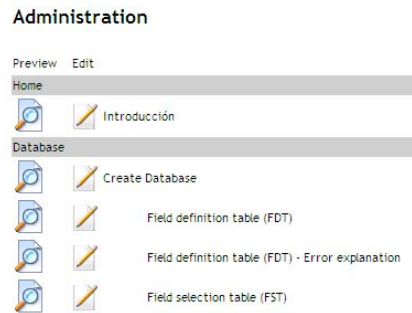 Administration
Preview Edit
Home
Introducción
Database
Create Database
Field definition table (FDT)
Field definition table (FDT) - Error explanation
Field selection table (FST)